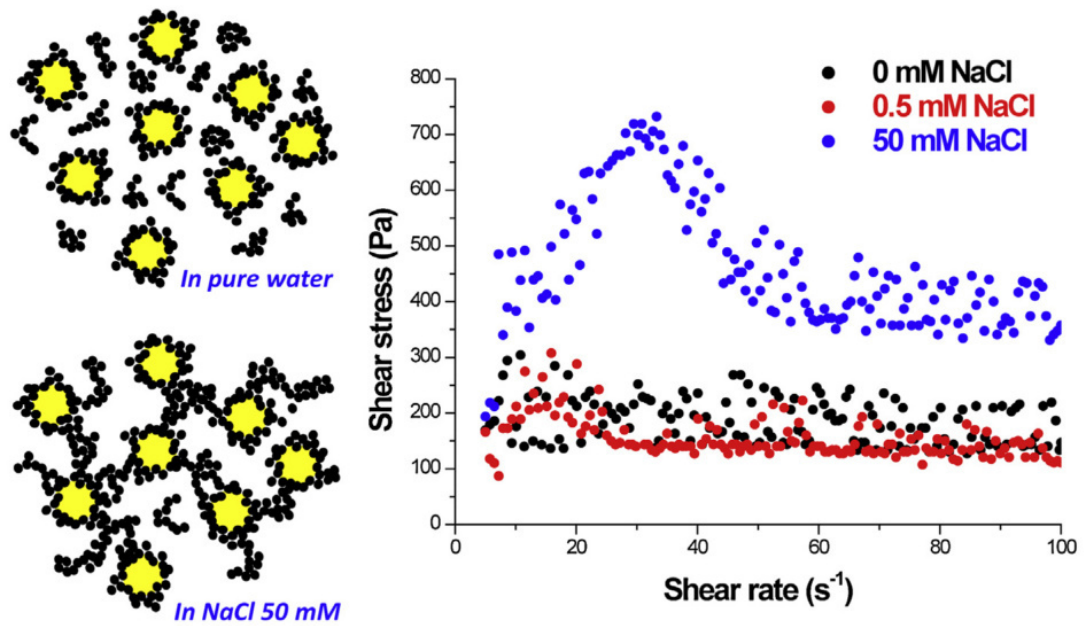 In pure water
In NaCl 50 mM
0 mM NaCl
0.5 mM NaCl
50 mM NaCl
Shear stress (Pa)
800
700
600
500
400
300
200
100
0
0
20
40
60
80
100
Shear rate (s⁻¹)